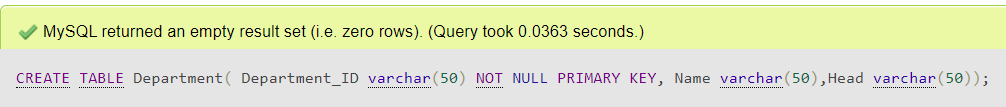 MySQL returned an empty result set (i.e. zero rows). (Query took 0.0363 seconds.)
CREATE TABLE Department( Department_ID varchar(50) NOT NULL PRIMARY KEY, Name varchar(50),Head varchar(50));